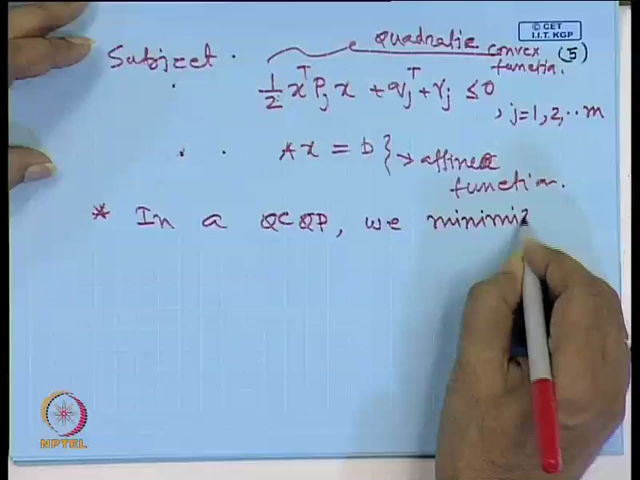 © CET
I.I.T. KGP
Quadratic convex
function.
(5)
Subject
1/2 x^T P_j x + q_j^T + r_j ≤ 0
, j=1, 2, .. m
Ax = b } → affine
function.
* In a QCQP, we minimiz
NPTEL